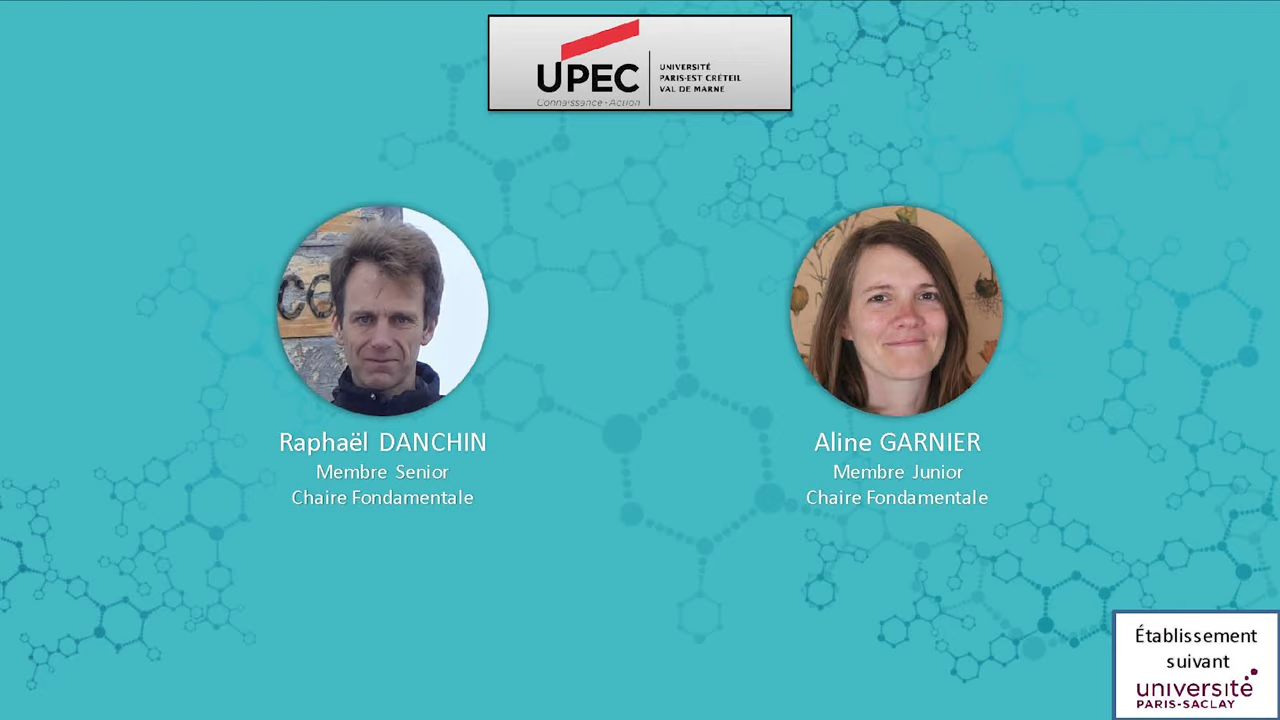 UPEC
Connaissance - Action
UNIVERSITÉ
PARIS-EST CRÉTEIL
VAL DE MARNE
CO
Raphaël DANCHIN
Membre Senior
Chaire Fondamentale
Aline GARNIER
Membre Junior
Chaire Fondamentale
Établissement
suivant
université
PARIS-SACLAY